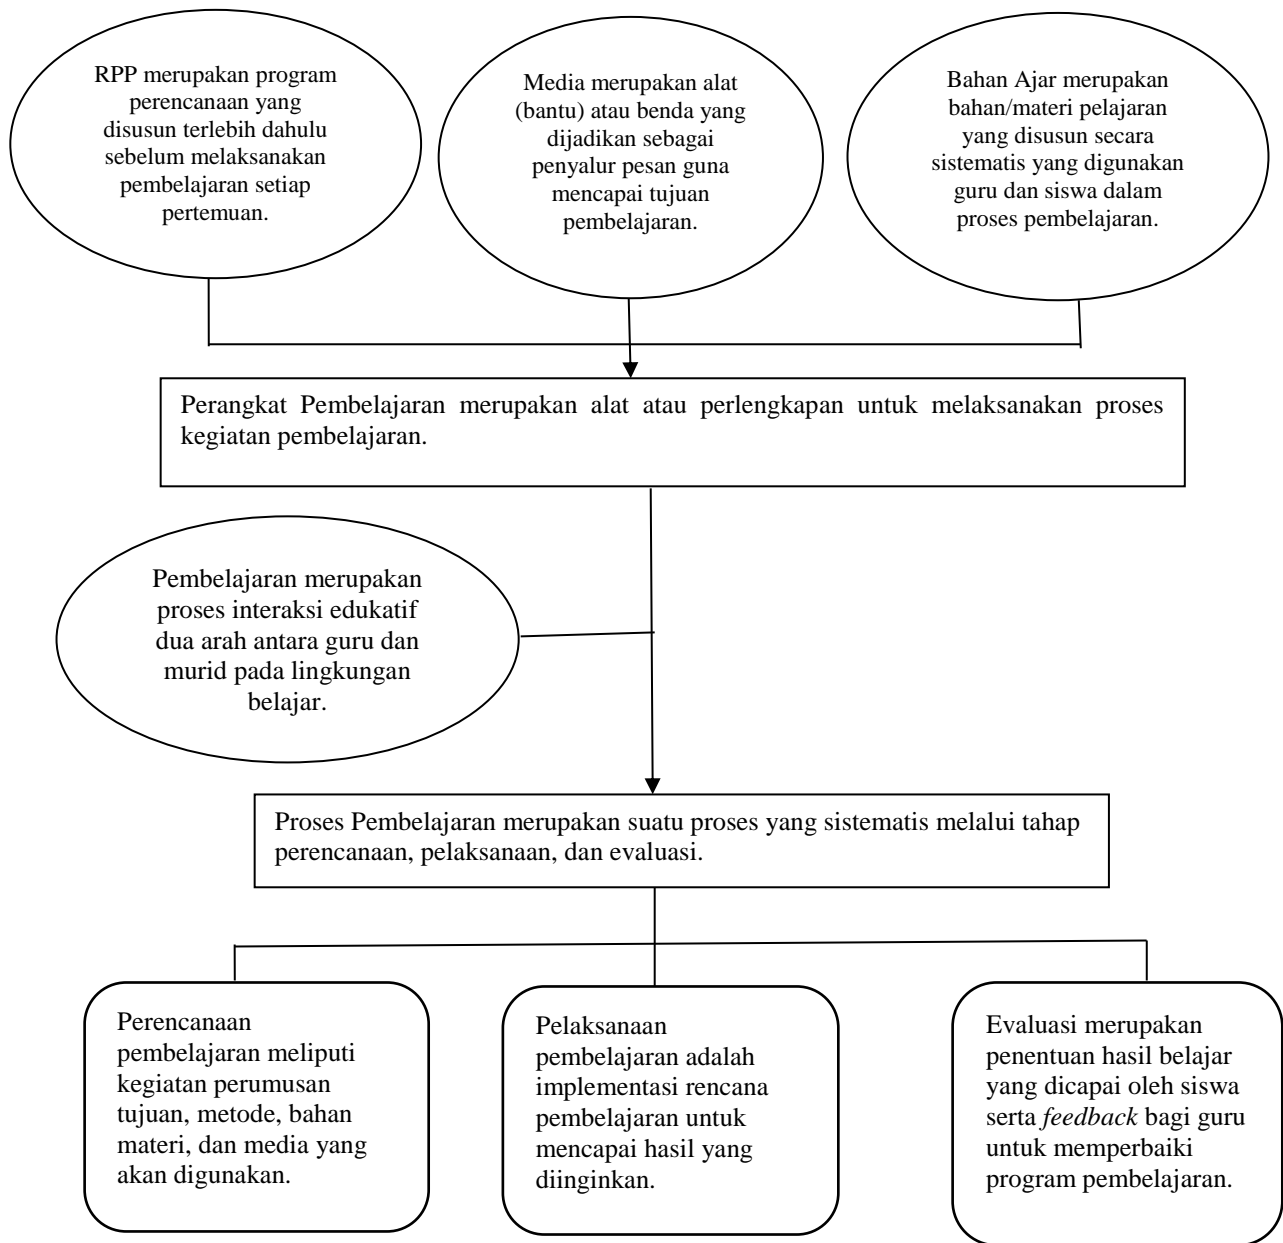 RPP merupakan program
perencanaan yang
disusun terlebih dahulu
sebelum melaksanakan
pembelajaran setiap
pertemuan.
Media merupakan alat
(bantu) atau benda yang
dijadikan sebagai
penyalur pesan guna
mencapai tujuan
pembelajaran.
Bahan Ajar merupakan
bahan/materi pelajaran
yang disusun secara
sistematis yang digunakan
guru dan siswa dalam
proses pembelajaran.
Perangkat Pembelajaran merupakan alat atau perlengkapan untuk melaksanakan proses
kegiatan pembelajaran.
Pembelajaran merupakan
proses interaksi edukatif
dua arah antara guru dan
murid pada lingkungan
belajar.
Proses Pembelajaran merupakan suatu proses yang sistematis melalui tahap
perencanaan, pelaksanaan, dan evaluasi.
Perencanaan
pembelajaran meliputi
kegiatan perumusan
tujuan, metode, bahan
materi, dan media yang
akan digunakan.
Pelaksanaan
pembelajaran adalah
implementasi rencana
pembelajaran untuk
mencapai hasil yang
diinginkan.
Evaluasi merupakan
penentuan hasil belajar
yang dicapai oleh siswa
serta feedback bagi guru
untuk memperbaiki
program pembelajaran.